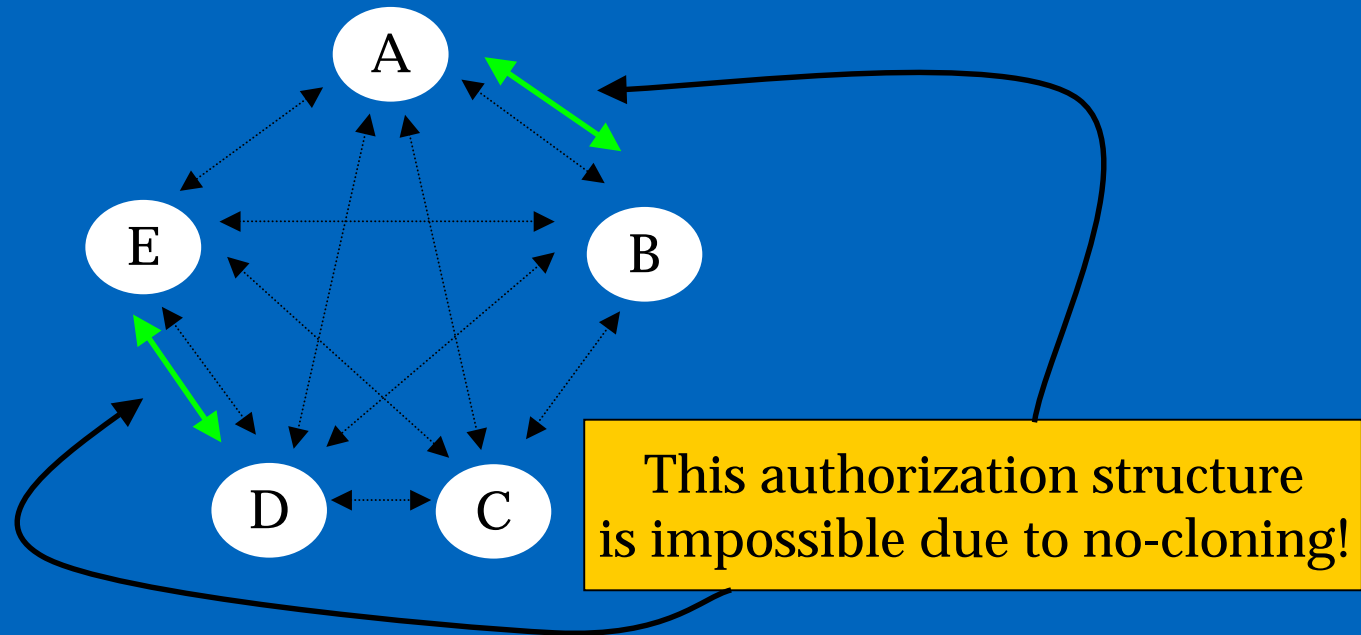 A
E
B
D
C
This authorization structure
is impossible due to no-cloning!